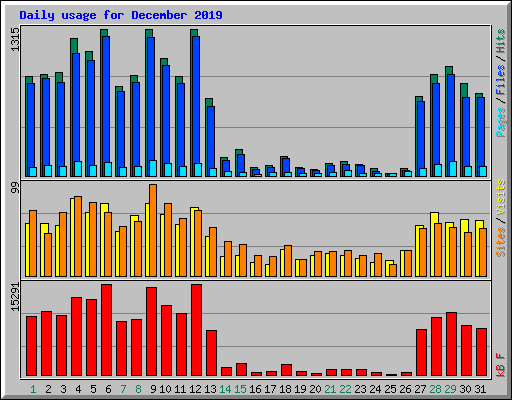 Daily usage for December 2019
1315
Pages / Files / Hits
99
Sites / Visits
15291
kB F
1 2 3 4 5 6 7 8 9 10 11 12 13 14 15 16 17 18 19 20 21 22 23 24 25 26 27 28 29 30 31